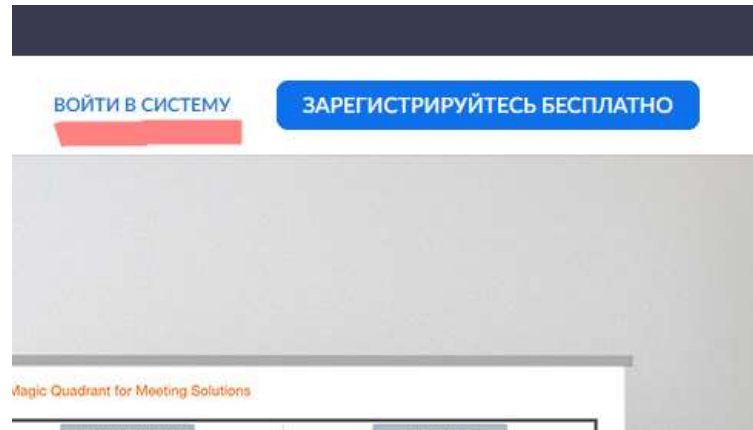 ВОЙТИ В СИСТЕМУ
ЗАРЕГИСТРИРУЙТЕСЬ БЕСПЛАТНО
Magic Quadrant for Meeting Solutions